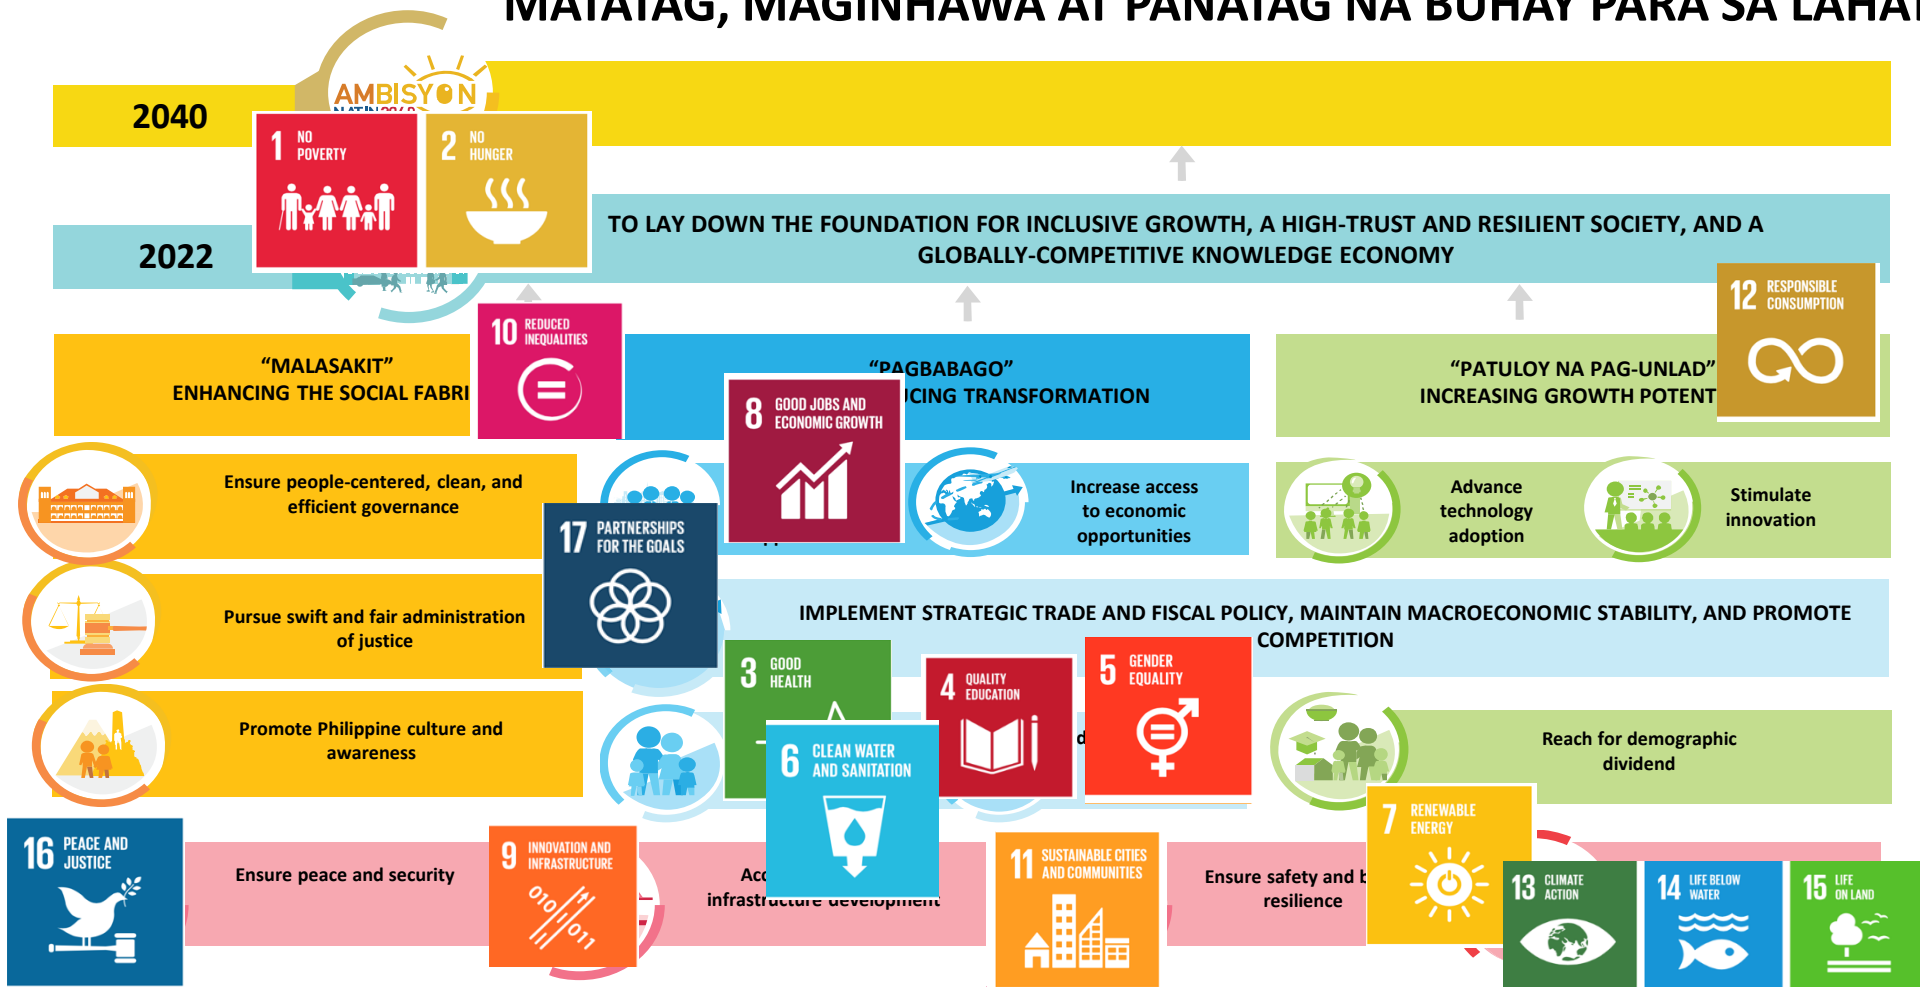 MATATAG, MAGINHAWA AT PANATAG NA BUHAY PARA SA
2040
AMBISYON
1 NO
POVERTY
2 NO
HUNGER
2022
TO LAY DOWN THE FOUNDATION FOR INCLUSIVE GROWTH, A HIGH-TRUST AND RESILIENT SOCIETY, AND A
GLOBALLY-COMPETITIVE KNOWLEDGE ECONOMY
12 RESPONSIBLE
CONSUMPTION
10 REDUCED
INEQUALITIES
“MALASAKIT”
ENHANCING THE SOCIAL
“PAGBABAGO”
TRANSFORMATION
“PATULOY NA PAG-UNLAD”
INCREASING GROWTH
8 GOOD JOBS AND
ECONOMIC GROWTH
Ensure people-centered, clean, and
efficient governance
17 PARTNERSHIPS
FOR THE GOALS
Increase access
to economic
opportunities
Advance
technology
adoption
Stimulate
innovation
Pursue swift and fair administration
of justice
IMPLEMENT STRATEGIC TRADE AND FISCAL POLICY, MAINTAIN MACROECONOMIC STABILITY, AND PROMOTE
COMPETITION
3 GOOD
HEALTH
4 QUALITY
EDUCATION
5 GENDER
EQUALITY
Promote Philippine culture and
awareness
6 CLEAN WATER
AND SANITATION
Reach for demographic
dividend
16 PEACE AND
JUSTICE
Ensure peace and security
9 INNOVATION AND
INFRASTRUCTURE
010
011
infrastructure development
11 SUSTAINABLE CITIES
AND COMMUNITIES
Ensure safety and
resilience
7 RENEWABLE
ENERGY
13 CLIMATE
ACTION
14 LIFE BELOW
WATER
15 LIFE
ON LAND